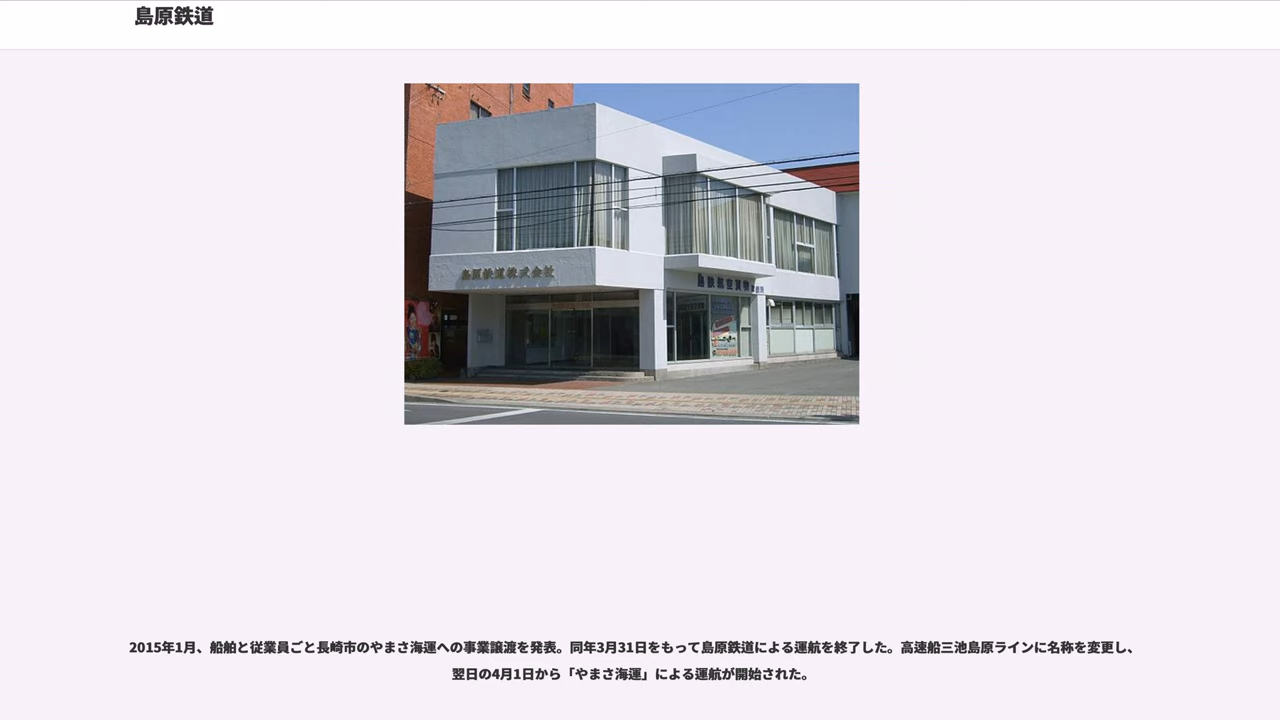 島原鉄道
島原鉄道株式会社
2015年1月、船舶と従業員ごと長崎市のやまさ海運への事業譲渡を発表。同年3月31日をもって島原鉄道による運航を終了した。高速船三池島原ラインに名称を変更し、
翌日の4月1日から「やまさ海運」による運航が開始された。